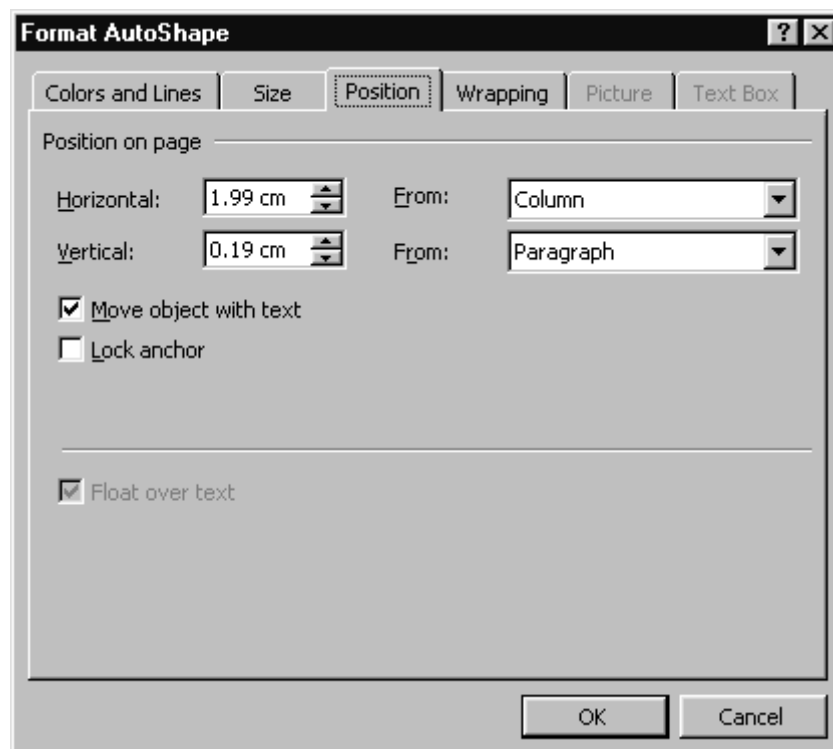 Format AutoShape ? X
Colors and Lines Size Position Wrapping Picture Text Box
Position on page
Horizontal: 1.99 cm From: Column
Vertical: 0.19 cm From: Paragraph
Move object with text
Lock anchor
Float over text
OK Cancel